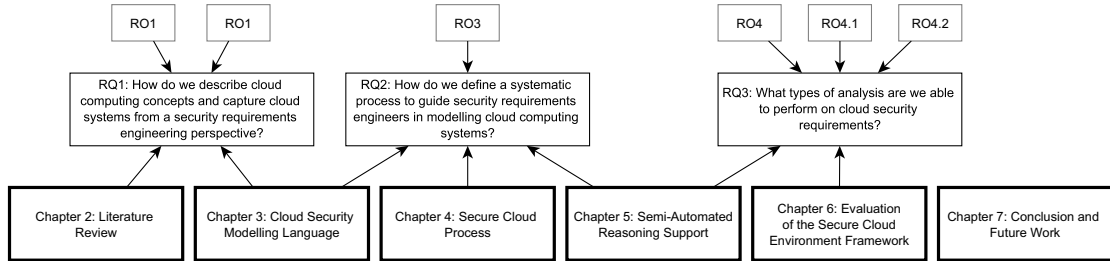 RO1
RO1
RO3
RO4
RO4.1
RO4.2
RQ1: How do we describe cloud
computing concepts and capture cloud
systems from a security requirements
engineering perspective?
RQ2: How do we define a systematic
process to guide security requirements
engineers in modelling cloud computing
systems?
RQ3: What types of analysis are we able
to perform on cloud security
requirements?
Chapter 2: Literature
Review
Chapter 3: Cloud Security
Modelling Language
Chapter 4: Secure Cloud
Process
Chapter 5: Semi-Automated
Reasoning Support
Chapter 6: Evaluation
of the Secure Cloud
Environment Framework
Chapter 7: Conclusion and
Future Work